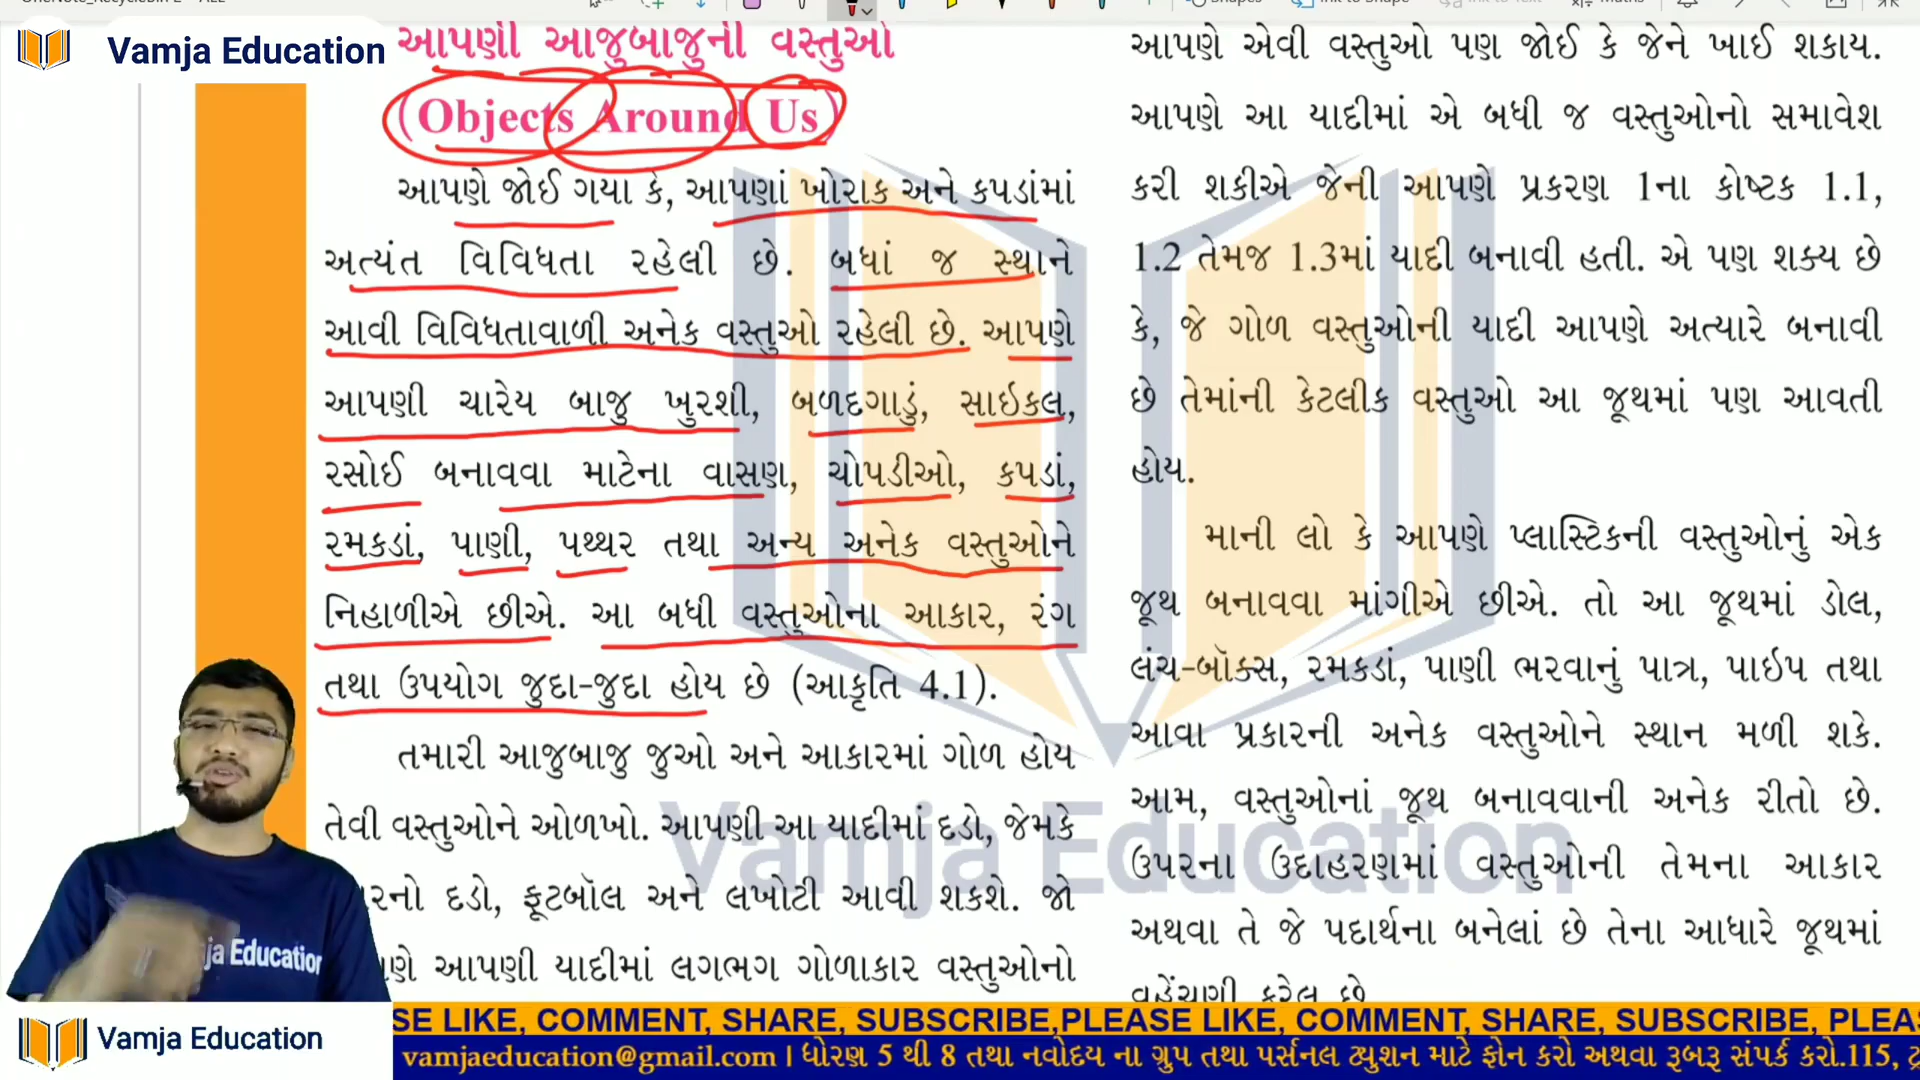 Vamja Education
આપણી આજુબાજુની વસ્તુઓ
(Objects Around Us)
આપણે જોઈ ગયા કે, આપણાં ખોરાક અને કપડાંમાં
અત્યંત વિવિધતા રહેલી છે. બધાં જ સ્થાને
આવી વિવિધતાવાળી અનેક વસ્તુઓ રહેલી છે. આપણે
આપણી ચારેય બાજુ ખુરશી, બળદગાડું, સાઇકલ,
રસોઈ બનાવવા માટેના વાસણ, ચોપડીઓ, કપડાં,
રમકડાં, પાણી, પથ્થર તથા અન્ય અનેક વસ્તુઓને
નિહાળીએ છીએ. આ બધી વસ્તુઓના આકાર, રંગ
તથા ઉપયોગ જુદા-જુદા હોય છે (આકૃતિ 4.1).
તમારી આજુબાજુ જુઓ અને આકારમાં ગોળ હોય
તેવી વસ્તુઓને ઓળખો. આપણી આ યાદીમાં દડો, જેમકે
દડો, ફૂટબૉલ અને લખોટી આવી શકશે. જો
આપણી યાદીમાં લગભગ ગોળાકાર વસ્તુઓનો
આપણે એવી વસ્તુઓ પણ જોઈ કે જેને ખાઈ શકાય.
આપણે આ યાદીમાં એ બધી જ વસ્તુઓનો સમાવેશ
કરી શકીએ જેની આપણે પ્રકરણ 1ના કોષ્ટક 1.1,
1.2 તેમજ 1.3માં યાદી બનાવી હતી. એ પણ શક્ય છે
કે, જે ગોળ વસ્તુઓની યાદી આપણે અત્યારે બનાવી
છે તેમાંની કેટલીક વસ્તુઓ આ જૂથમાં પણ આવતી
હોય.
માની લો કે આપણે પ્લાસ્ટિકની વસ્તુઓનું એક
જૂથ બનાવવા માંગીએ છીએ. તો આ જૂથમાં ડોલ,
લંચ-બૉક્સ, રમકડાં, પાણી ભરવાનું પાત્ર, પાઇપ તથા
આવા પ્રકારની અનેક વસ્તુઓને સ્થાન મળી શકે.
આમ, વસ્તુઓનાં જૂથ બનાવવાની અનેક રીતો છે.
ઉપરના ઉદાહરણમાં વસ્તુઓની તેમના આકાર
અથવા તે જે પદાર્થના બનેલાં છે તેના આધારે જૂથમાં
વહેંચણી કરેલ છે
Vamja Education
Vamja Education
SE LIKE, COMMENT, SHARE, SUBSCRIBE,PLEASE LIKE, COMMENT, SHARE, SUBSCRIBE, PLEA
vamjaeducation@gmail.com | ધોરણ 5 થી 8 તથા નવોદય ના ગ્રુપ તથા પર્સનલ ટ્યુશન માટે ફોન કરો અથવા રૂબરૂ સંપર્ક કરો.115,